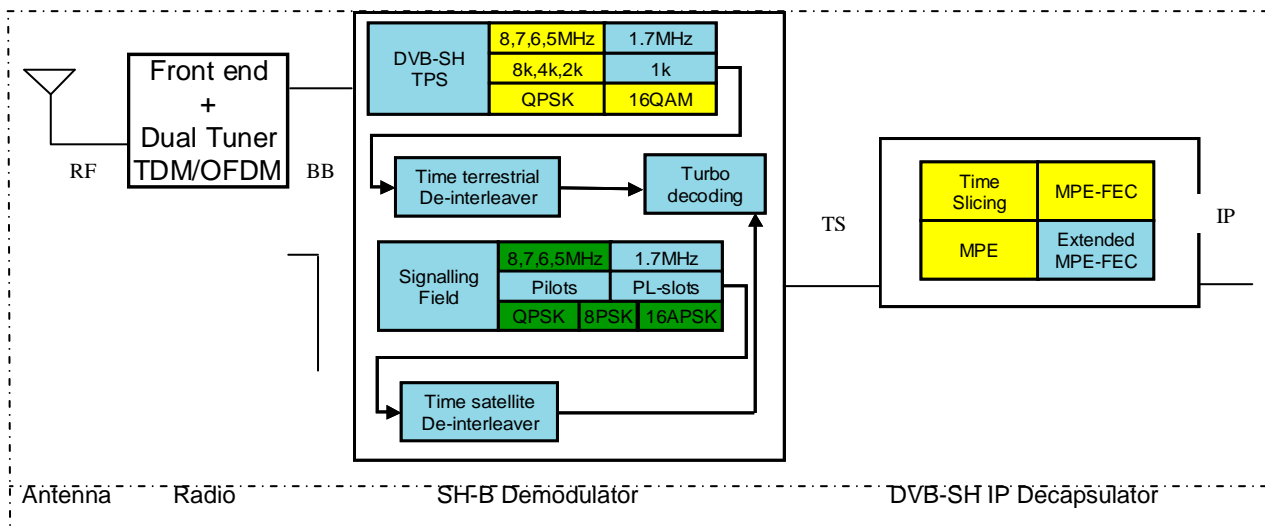 Front end
+
Dual Tuner
TDM/OFDM
RF
BB
DVB-SH
TPS
8,7,6,5MHz
1.7MHz
8k,4k,2k
1k
QPSK
16QAM
Time terrestrial
De-interleaver
Turbo
decoding
Signalling
Field
8,7,6,5MHz
1.7MHz
Pilots
PL-slots
QPSK
8PSK
16APSK
Time satellite
De-interleaver
TS
Time
Slicing
MPE-FEC
MPE
Extended
MPE-FEC
IP
Antenna
Radio
SH-B Demodulator
DVB-SH IP Decapsulator